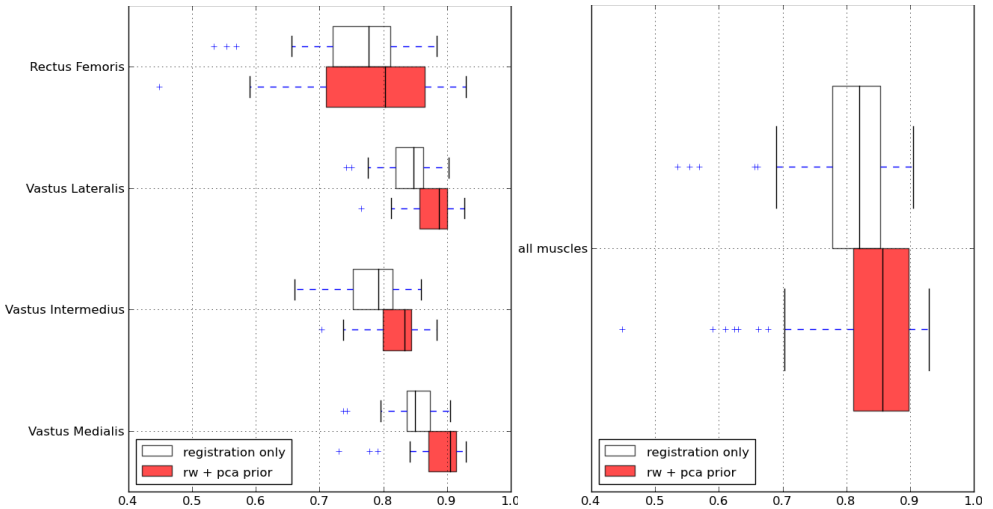 Rectus Femoris
Vastus Lateralis
Vastus Intermedius
Vastus Medialis
registration only
rw + pca prior
0.4 0.5 0.6 0.7 0.8 0.9 1.0
all muscles
registration only
rw + pca prior
0.4 0.5 0.6 0.7 0.8 0.9 1.0